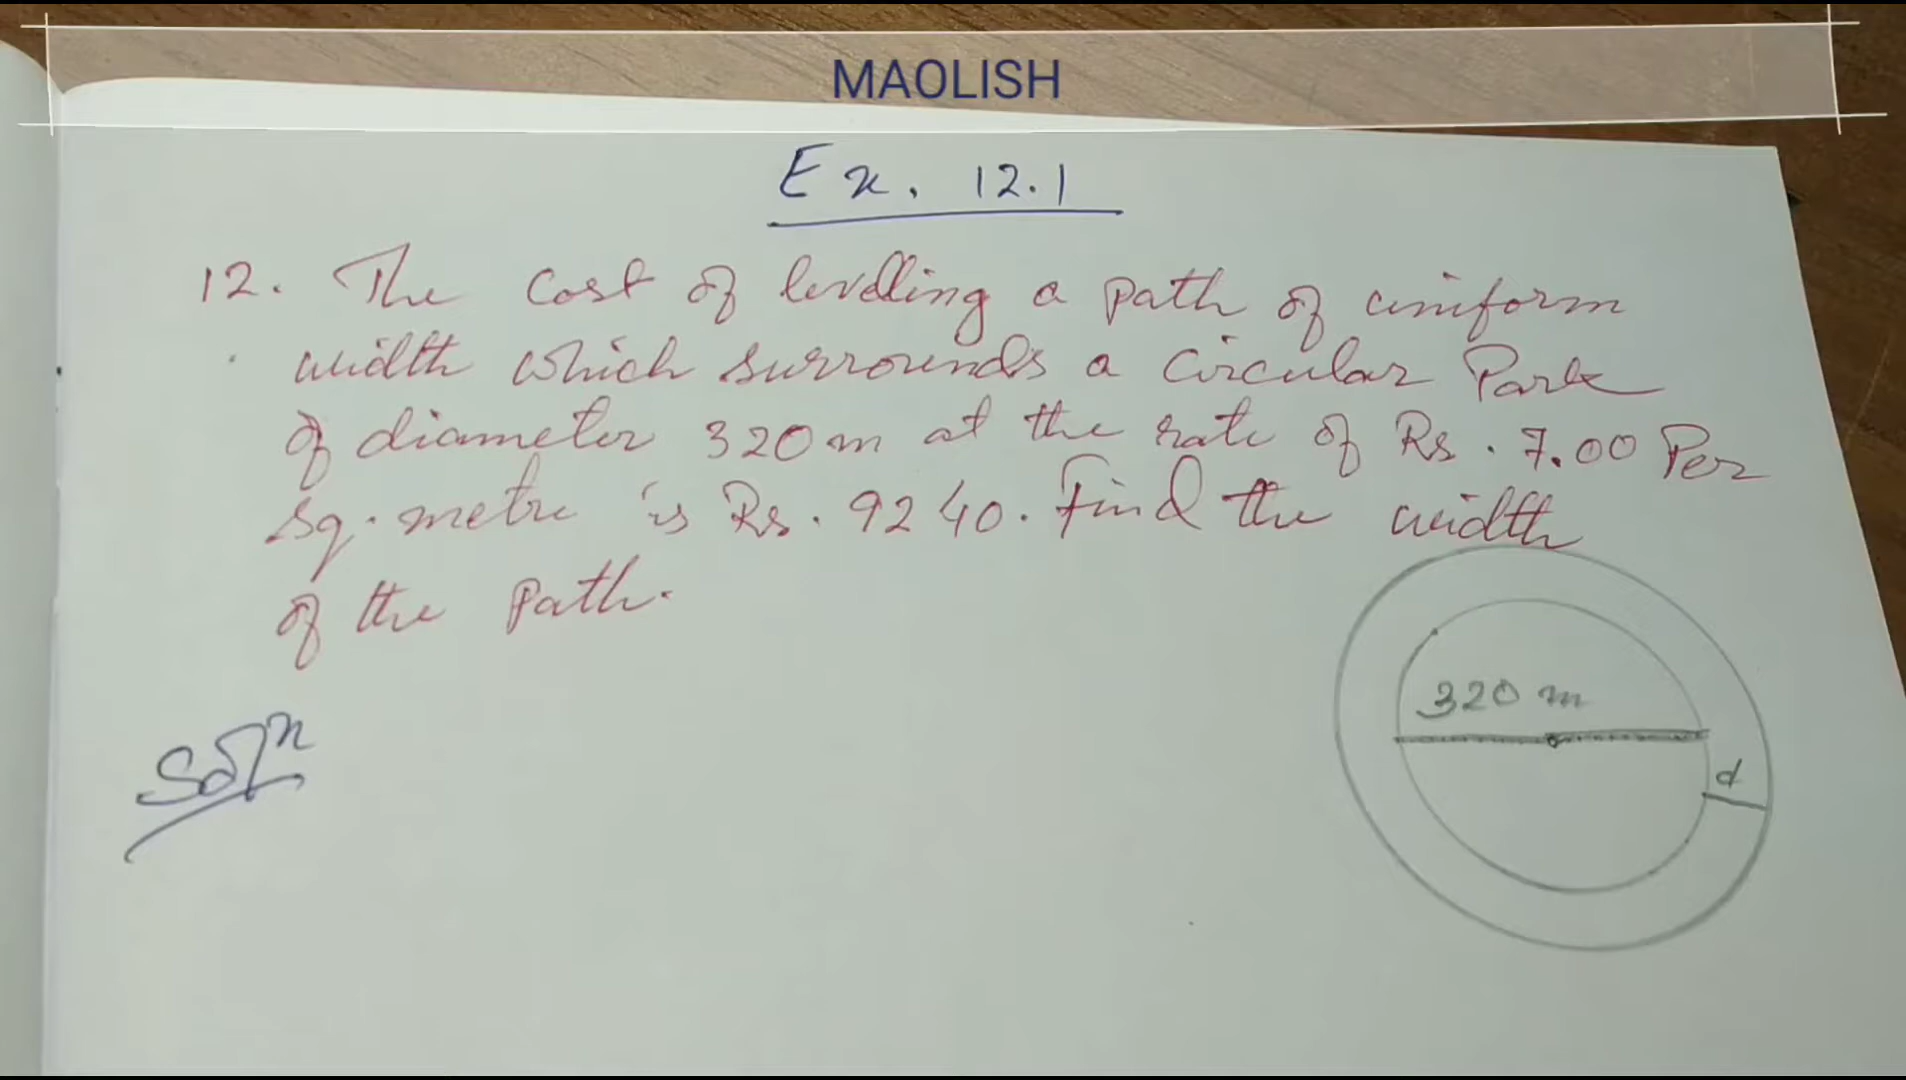 MAOLISH
Ex. 12.1
12. The cost of levelling a path of uniform
width which surrounds a circular Park
of diameter 320 m at the rate of Rs. 7.00 Per
sq. metre is Rs. 9240. Find the width
of the path.
320 m
d
Solⁿ